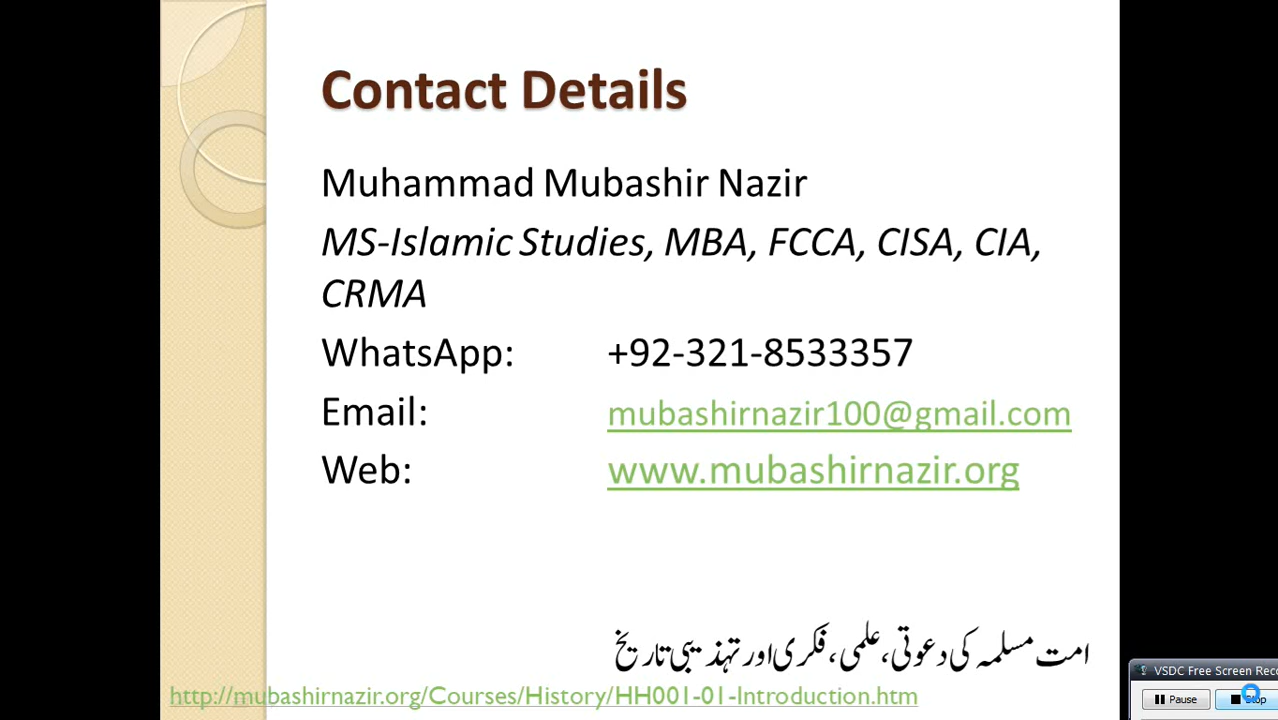 Contact Details
Muhammad Mubashir Nazir
MS-Islamic Studies, MBA, FCCA, CISA, CIA,
CRMA
WhatsApp: +92-321-8533357
Email: mubashirnazir100@gmail.com
Web: www.mubashirnazir.org
امت مسلمہ کی دعوتی، علمی، فکری اور تہذیبی تاریخ
http://mubashirnazir.org/Courses/History/HH001-01-Introduction.htm
VSDC Free Screen Reco
Pause Stop